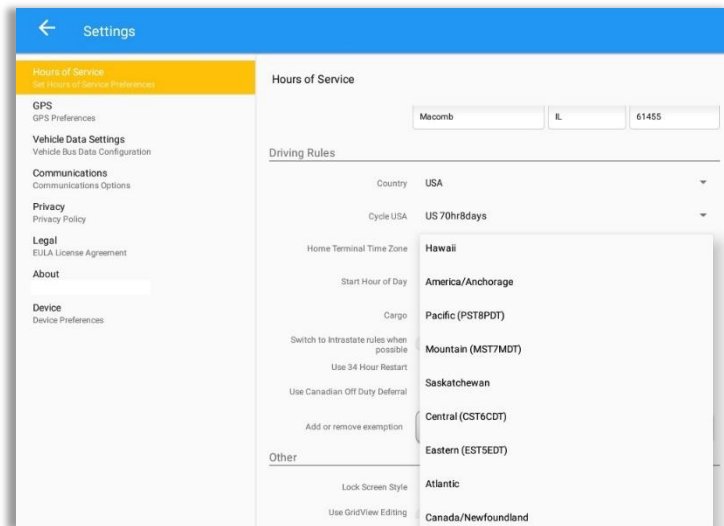 Settings
Hours of Service
Set Hours of Service Preferences
GPS
GPS Preferences
Vehicle Data Settings
Vehicle Bus Data Configuration
Communications
Communications Options
Privacy
Privacy Policy
Legal
EULA License Agreement
About
Device
Device Preferences
Hours of Service
Macomb IL 61455
Driving Rules
Country USA
Cycle USA US 70hr8days
Home Terminal Time Zone
Start Hour of Day
Cargo
Switch to Intrastate rules when
possible
Use 34 Hour Restart
Use Canadian Off Duty Deferral
Add or remove exemption
Other
Lock Screen Style
Use GridView Editing
Hawaii
America/Anchorage
Pacific (PST8PDT)
Mountain (MST7MDT)
Saskatchewan
Central (CST6CDT)
Eastern (EST5EDT)
Atlantic
Canada/Newfoundland